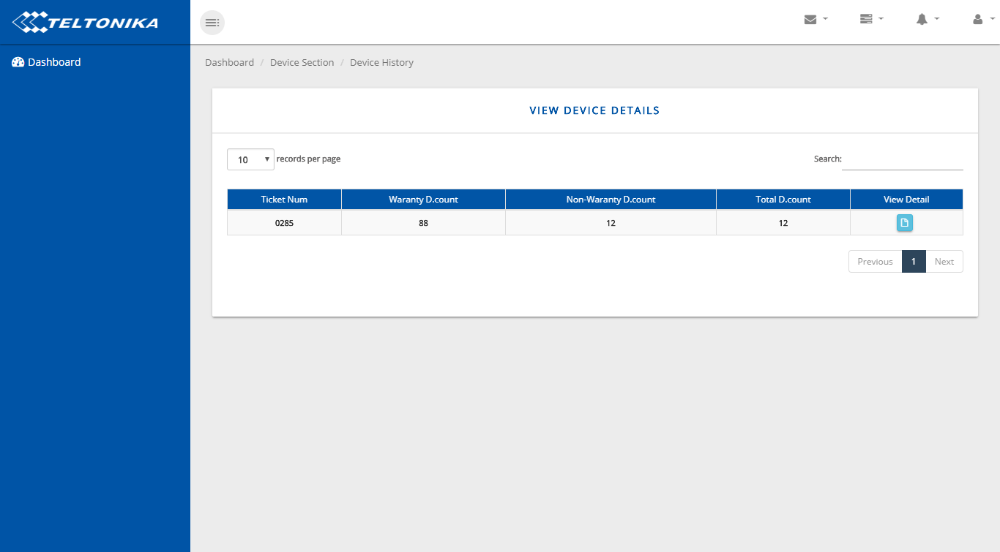 TELTONIKA
Dashboard
Dashboard / Device Section / Device History
VIEW DEVICE DETAILS
10 records per page
Search:
Ticket Num Waranty D.count Non-Waranty D.count Total D.count View Detail
0285 88 12 12
Previous 1 Next